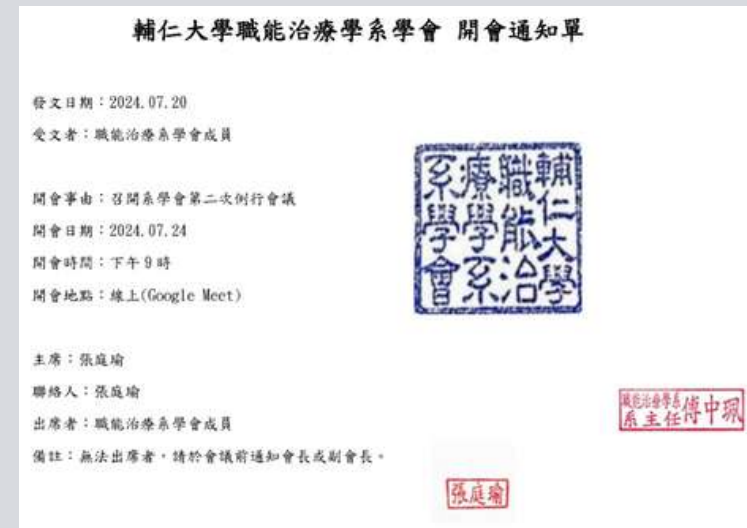 輔仁大學職能治療學系學會 開會通知單
發文日期：2024.07.20
受文者：職能治療系學會成員
開會事由：召開系學會第二次例行會議
開會日期：2024.07.24
開會時間：下午9時
開會地點：線上(Google Meet)
主席：張庭瑜
聯絡人：張庭瑜
出席者：職能治療系學會成員
備註：無法出席者，請於會議前通知會長或副會長。
輔仁大學
職能治
療學系
系學會
職能治療學系
系主任傅中珮
張庭瑜